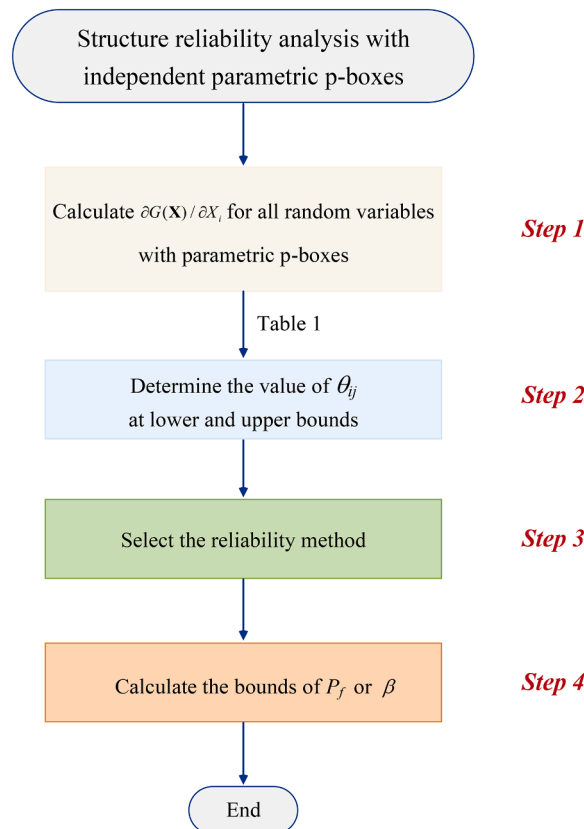 Structure reliability analysis with
independent parametric p-boxes
Calculate ∂G(X)/∂X_i for all random variables
with parametric p-boxes
Step 1
Table 1
Determine the value of θ_ij
at lower and upper bounds
Step 2
Select the reliability method
Step 3
Calculate the bounds of P_f or β
Step 4
End